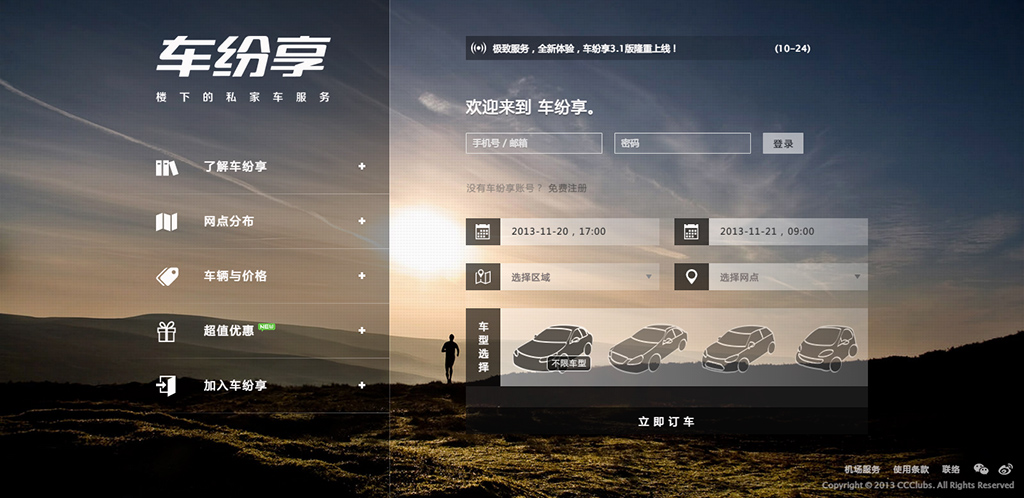 车纷享
楼下的私家车服务
了解车纷享
网点分布
车辆与价格
超值优惠 NEW
加入车纷享
极致服务，全新体验，车纷享3.1版隆重上线！ (10-24)
欢迎来到 车纷享。
手机号 / 邮箱 密码 登录
没有车纷享账号？ 免费注册
2013-11-20 , 17:00 2013-11-21 , 09:00
选择区域 选择网点
车型选择
不限车型
立即订车
机场服务 使用条款 联络
Copyright © 2013 CCClubs. All Rights Reserved